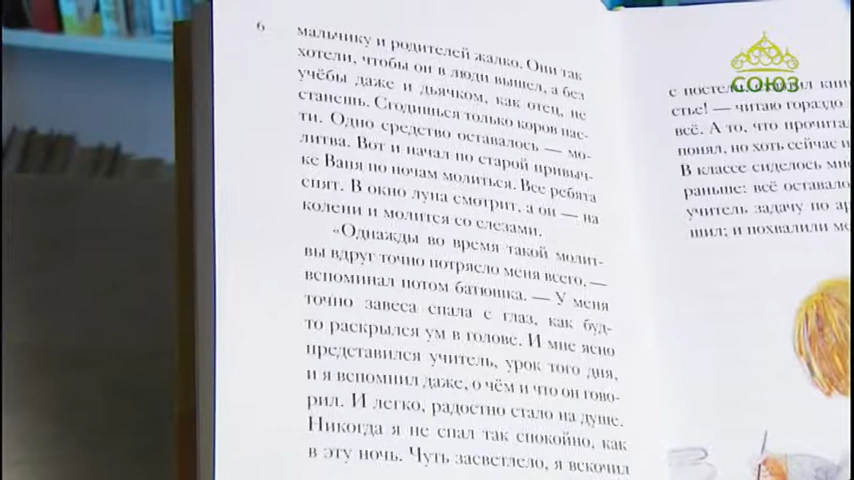 6
мальчику и родителей жалко. Они так
хотели, чтобы он в люди вышел, а без
учёбы даже и дьячком, как отец, не
станешь. Сгодишься только коров пас-
ти. Одно средство оставалось — мо-
литва. Вот и начал по старой привыч-
ке Ваня по ночам молиться. Все ребята
спят. В окно луна смотрит, а он — на
колени и молится со слезами.
«Однажды во время такой молит-
вы вдруг точно потрясло меня всего, —
вспоминал потом батюшка. — У меня
точно завеса спала с глаз, как буд-
то раскрылся ум в голове. И мне ясно
представился учитель, урок того дня,
и я вспомнил даже, о чём и что он гово-
рил. И легко, радостно стало на душе.
Никогда я не спал так спокойно, как
в эту ночь. Чуть засветлело, я вскочил
СОЮЗ
с постели,
стье! — читаю гораздо
всё. А то, что прочитал
понял, но хоть сейчас
В классе сиделось
раньше: всё
учитель задачу по
шил; и похвалили